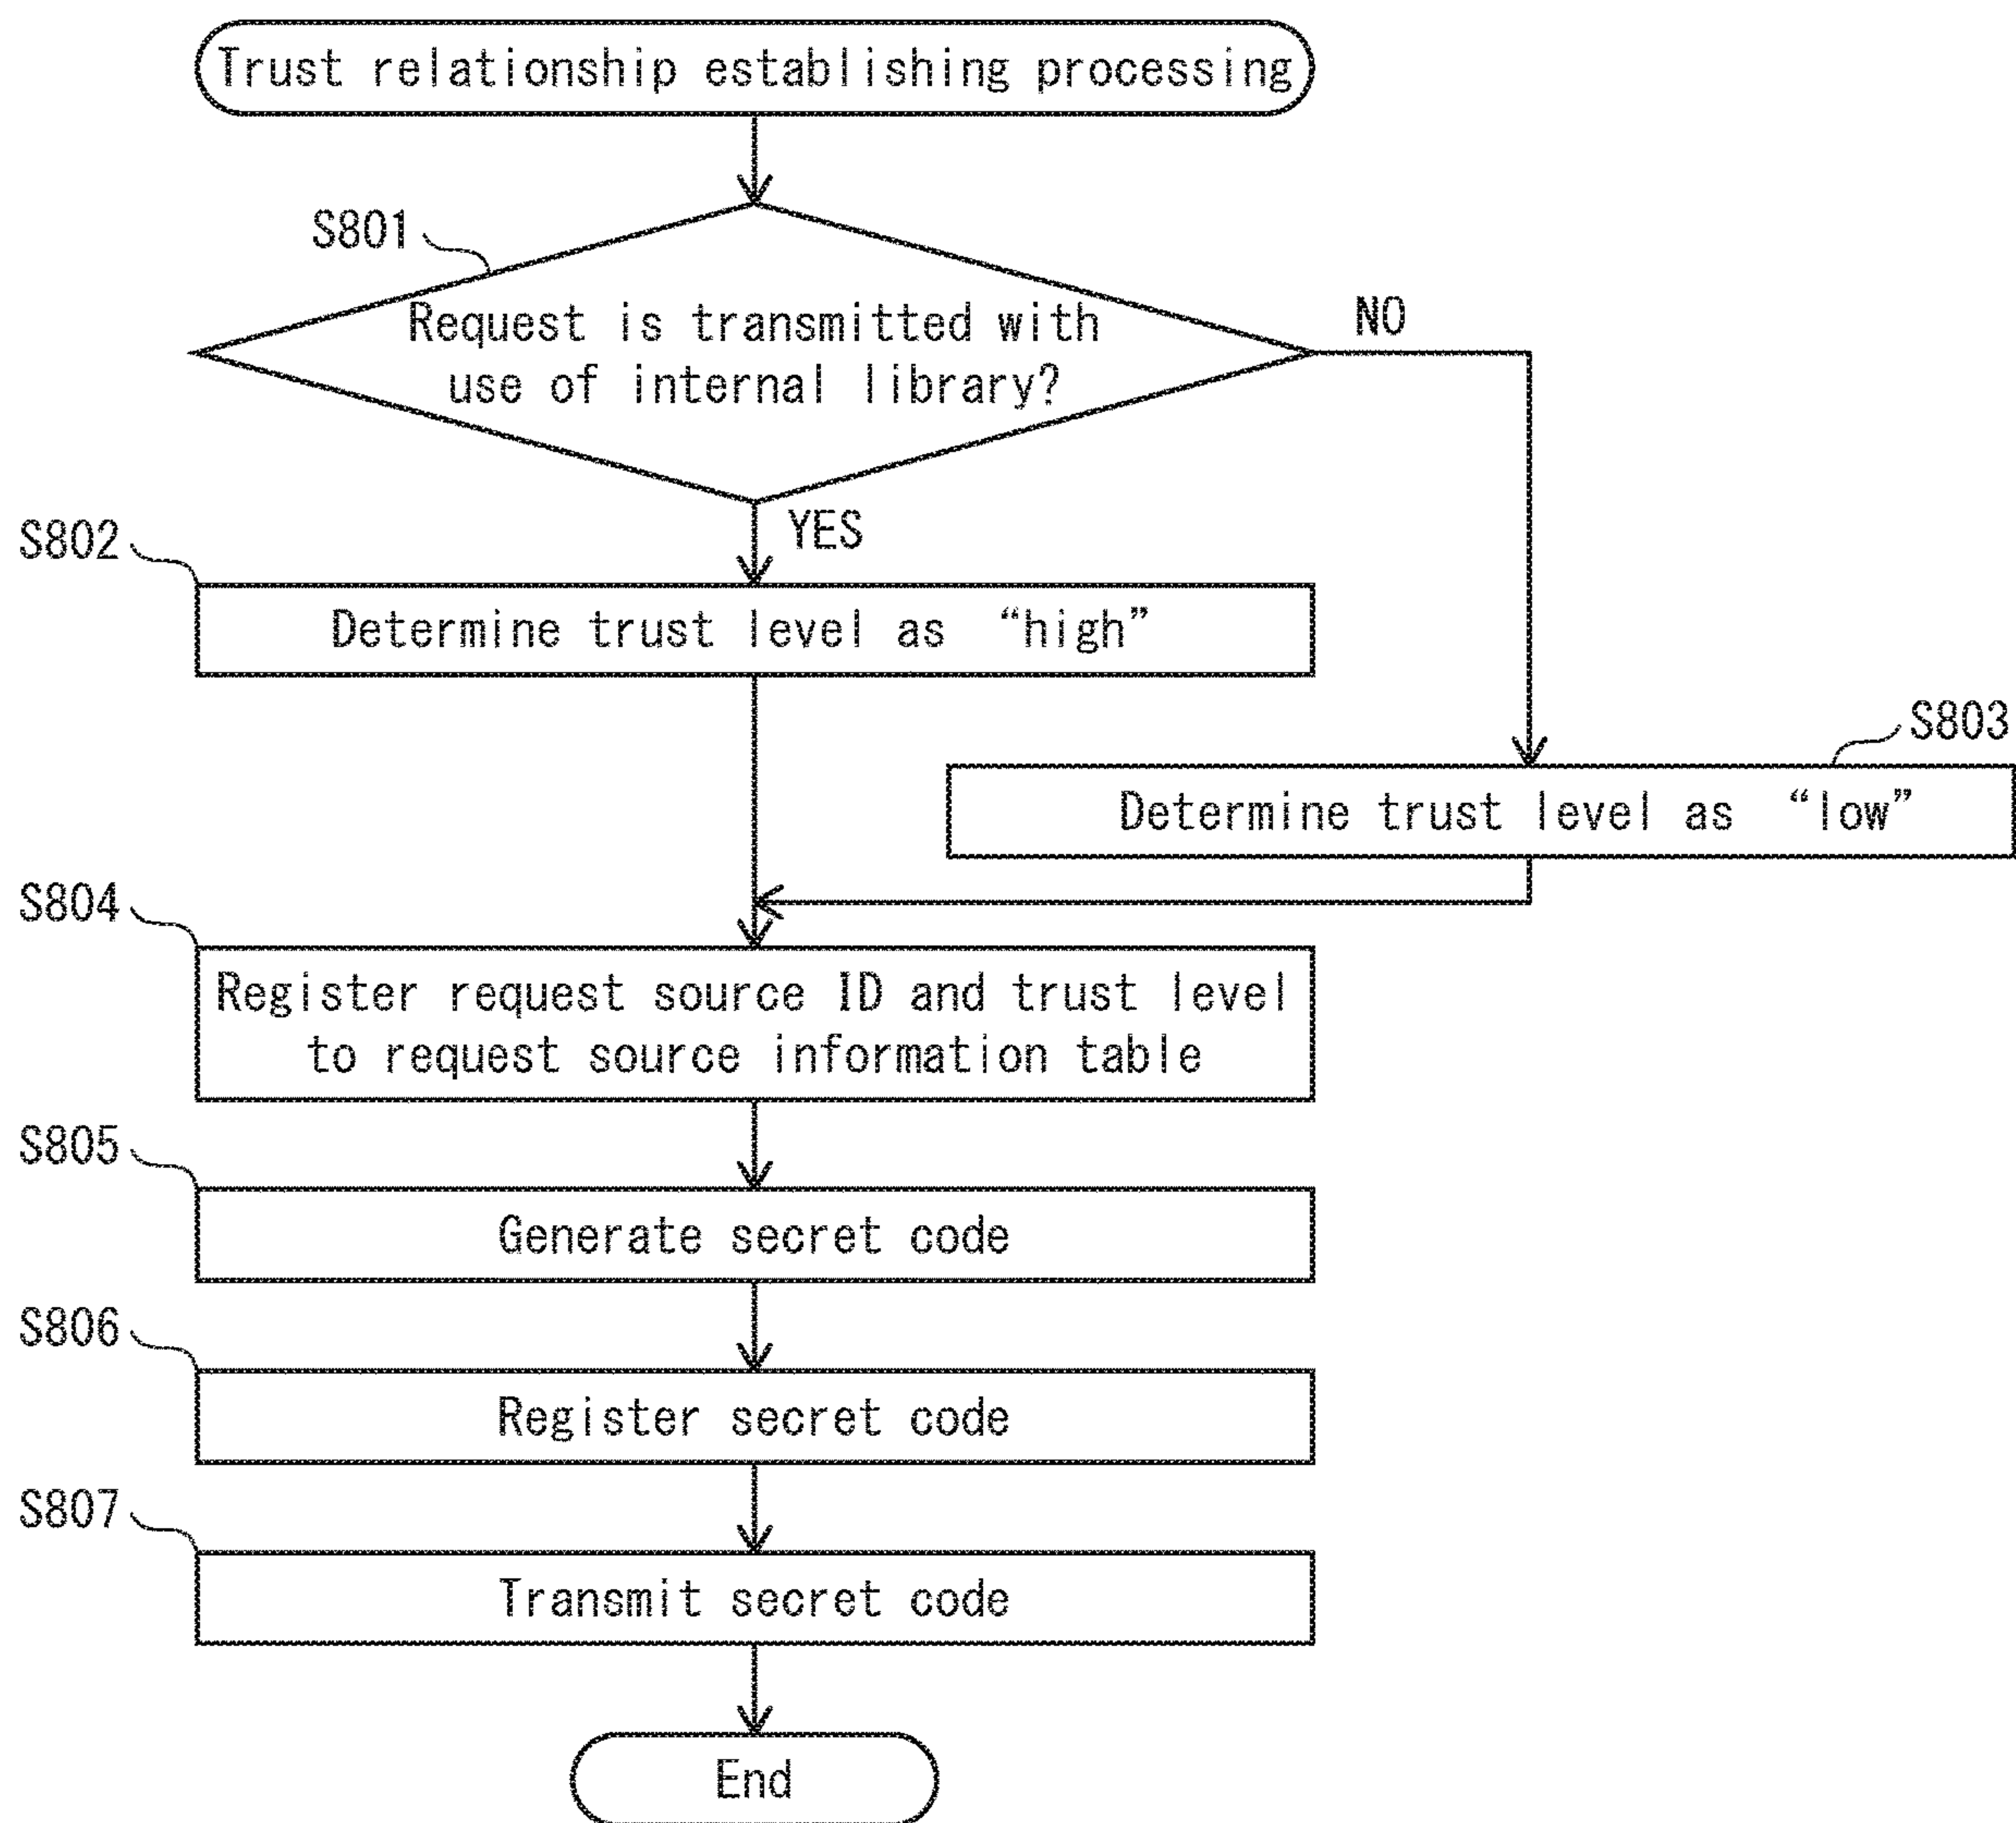 Trust relationship establishing processing
S801
Request is transmitted with
use of internal library?
NO
YES
S802
Determine trust level as “high”
S803
Determine trust level as “low”
S804
Register request source ID and trust level
to request source information table
S805
Generate secret code
S806
Register secret code
S807
Transmit secret code
End